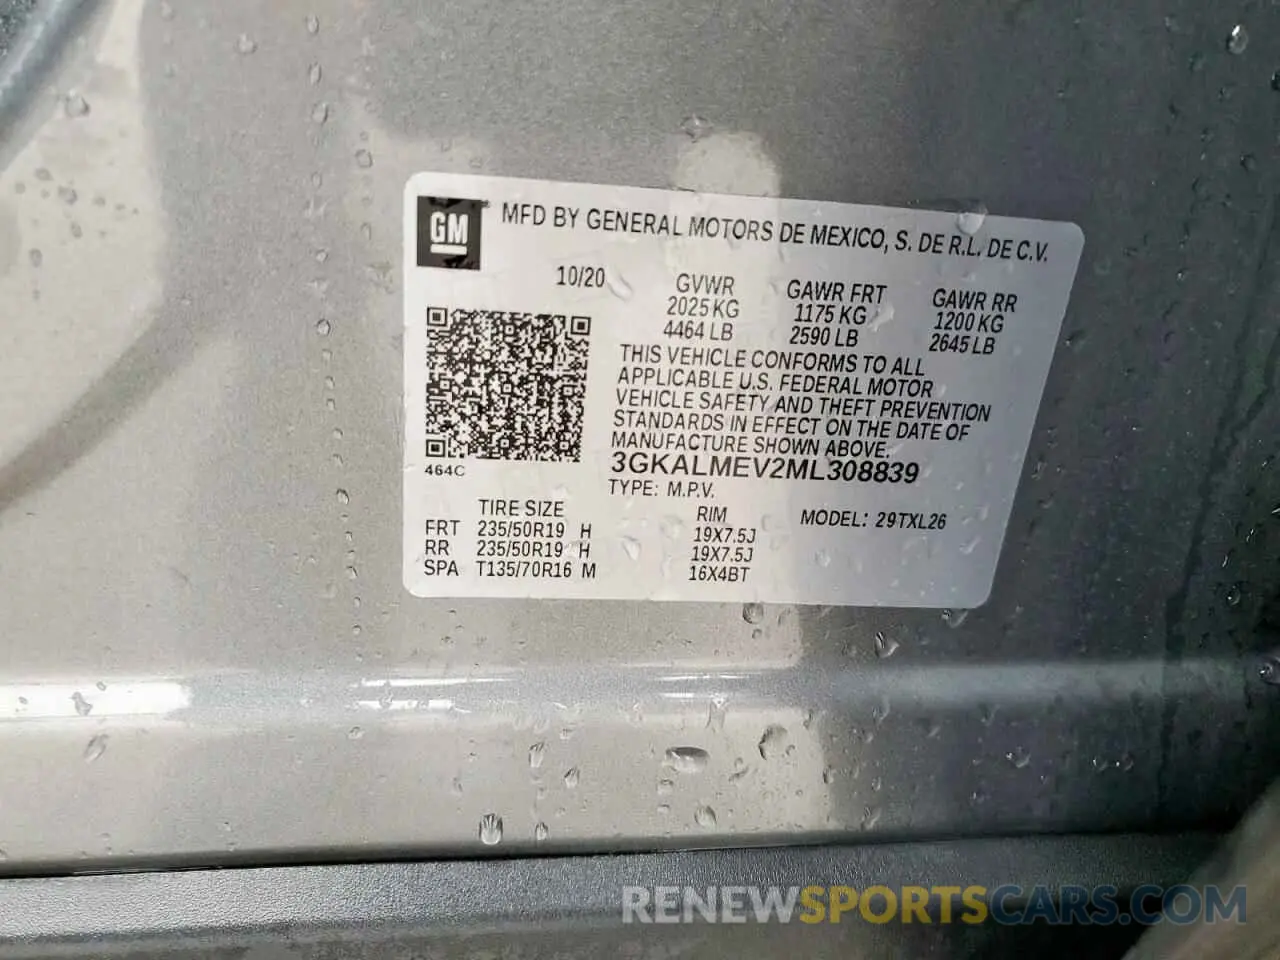 GM
MFD BY GENERAL MOTORS DE MEXICO, S. DE R.L. DE C.V.
10/20 GVWR GAWR FRT GAWR RR
2025 KG 1175 KG 1200 KG
4464 LB 2590 LB 2645 LB
THIS VEHICLE CONFORMS TO ALL
APPLICABLE U.S. FEDERAL MOTOR
VEHICLE SAFETY AND THEFT PREVENTION
STANDARDS IN EFFECT ON THE DATE OF
MANUFACTURE SHOWN ABOVE.
464C 3GKALMEV2ML308839
TYPE: M.P.V.
TIRE SIZE RIM MODEL: 29TXL26
FRT 235/50R19 H 19X7.5J
RR 235/50R19 H 19X7.5J
SPA T135/70R16 M 16X4BT
RENEWSPORTSCARS.COM